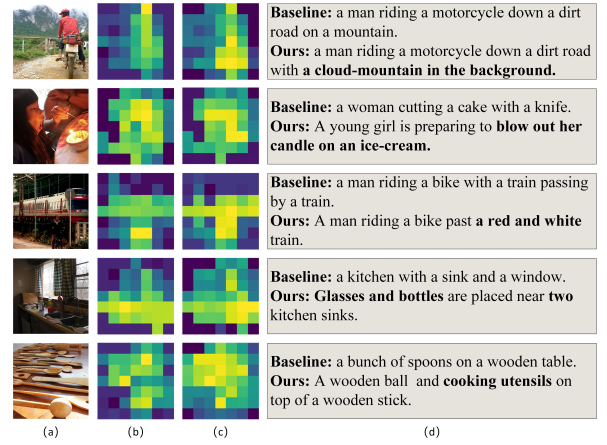 Baseline: a man riding a motorcycle down a dirt
road on a mountain.
Ours: a man riding a motorcycle down a dirt road
with a cloud-mountain in the background.
Baseline: a woman cutting a cake with a knife.
Ours: A young girl is preparing to blow out her
candle on an ice-cream.
Baseline: a man riding a bike with a train passing
by a train.
Ours: A man riding a bike past a red and white
train.
Baseline: a kitchen with a sink and a window.
Ours: Glasses and bottles are placed near two
kitchen sinks.
Baseline: a bunch of spoons on a wooden table.
Ours: A wooden ball and cooking utensils on
top of a wooden stick.
(a) (b) (c) (d)